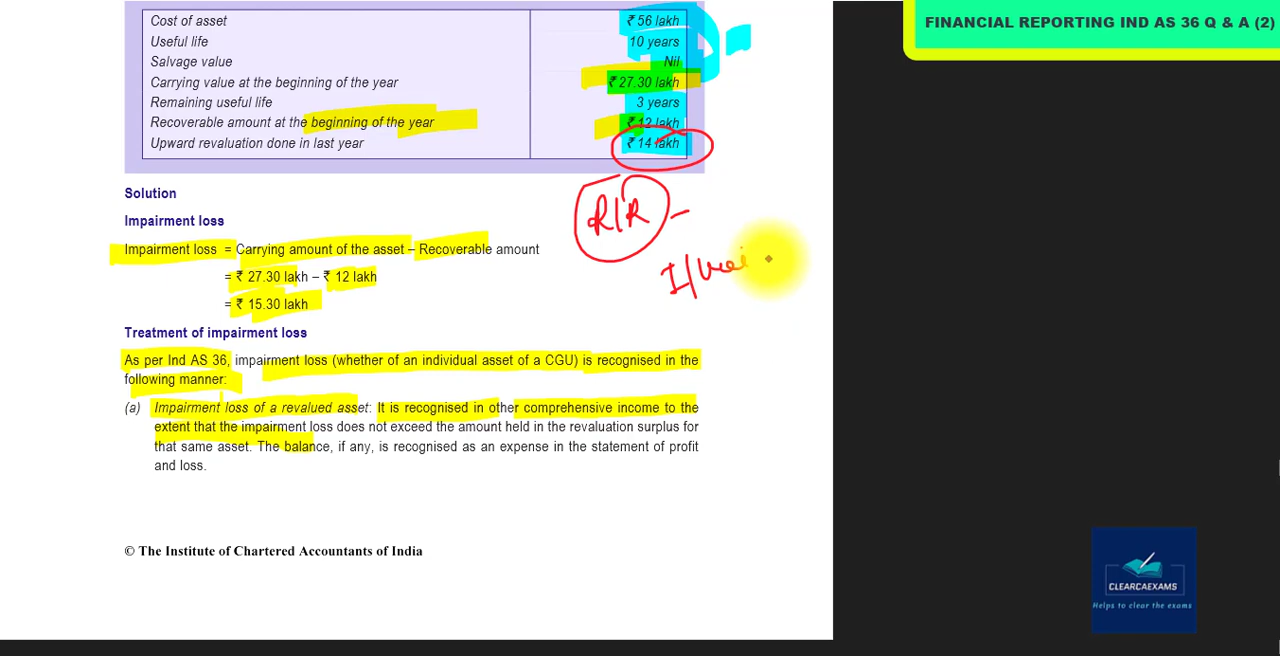 FINANCIAL REPORTING IND AS 36 Q & A (2)
Cost of asset ₹ 56 lakh
Useful life 10 years
Salvage value Nil
Carrying value at the beginning of the year ₹ 27.30 lakh
Remaining useful life 3 years
Recoverable amount at the beginning of the year ₹ 12 lakh
Upward revaluation done in last year ₹ 14 lakh
Solution
R/R -
Impairment loss
Impairment loss = Carrying amount of the asset – Recoverable amount
= ₹ 27.30 lakh – ₹ 12 lakh
= ₹ 15.30 lakh
Treatment of impairment loss
As per Ind AS 36, impairment loss (whether of an individual asset of a CGU) is recognised in the
following manner:
(a) Impairment loss of a revalued asset: It is recognised in other comprehensive income to the
extent that the impairment loss does not exceed the amount held in the revaluation surplus for
that same asset. The balance, if any, is recognised as an expense in the statement of profit
and loss.
© The Institute of Chartered Accountants of India
CLEARCAEXAMS
Helps to clear the exams